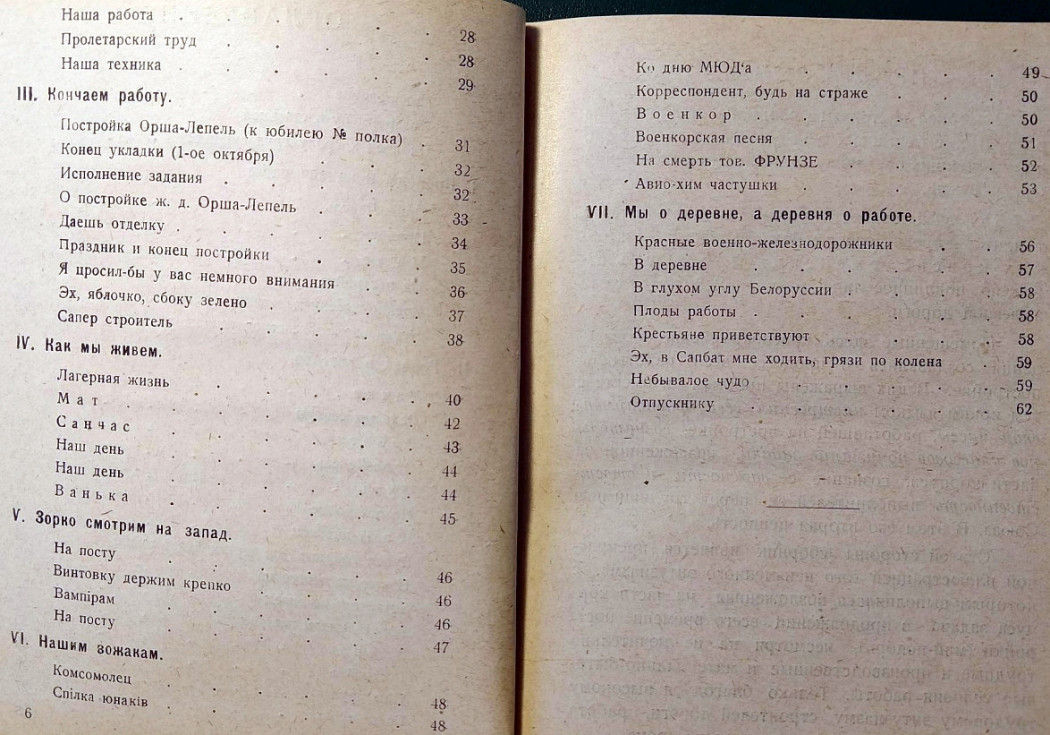 Наша работа . . . . . . 28
Пролетарский труд . . . . . 28
Наша техника . . . . . . 29
III. Кончаем работу.
Постройка Орша-Лепель (к юбилею № полка) . 31
Конец укладки (1-ое октября) . . . . 32
Исполнение задания . . . . . 32
О постройке ж. д. Орша-Лепель . . . 33
Даешь отделку . . . . . . 34
Праздник и конец постройки . . . . 35
Я цросил-бы у вас немного внимания . . . 36
Эх, яблочко, сбоку зелено . . . . 37
Сапер строитель . . . . . 38
IV. Как мы живем.
Лагерная жизнь . . . . . 40
Мат . . . . . . . 42
Санчас . . . . . . 43
Наш день . . . . . . 44
Наш день . . . . . . 44
Ванька . . . . . . 45
V. Зорко смотрим на запад.
На посту . . . . . . 46
Винтовку держим крепко . . . . 46
Вампірам . . . . . . 46
На посту . . . . . . 47
VI. Нашим вожакам.
Комсомолец . . . . . . 48
Спілка юнаків . . . . . . 48
6
Ко дню МЮД‘а . . . . . 49
Корреспондент, будь на страже . . . 50
Военкор . . . . . . 50
Военкорская песня . . . . . 51
На смерть тов. ФРУНЗЕ . . . . 52
Авио-хим частушки . . . . . 53
VII. Мы о деревне, а деревня о работе.
Красные военно-железнодорожники . . 56
В деревне . . . . . . 57
В глухом углу Белоруссии . . . . 58
Плоды работы . . . . . . 58
Крестьяне приветствуют . . . . 58
Эх, в Сапбат мне ходить, грязи по колена . . 59
Небывалое чудо . . . . . 59
Отпускнику . . . . . . 62